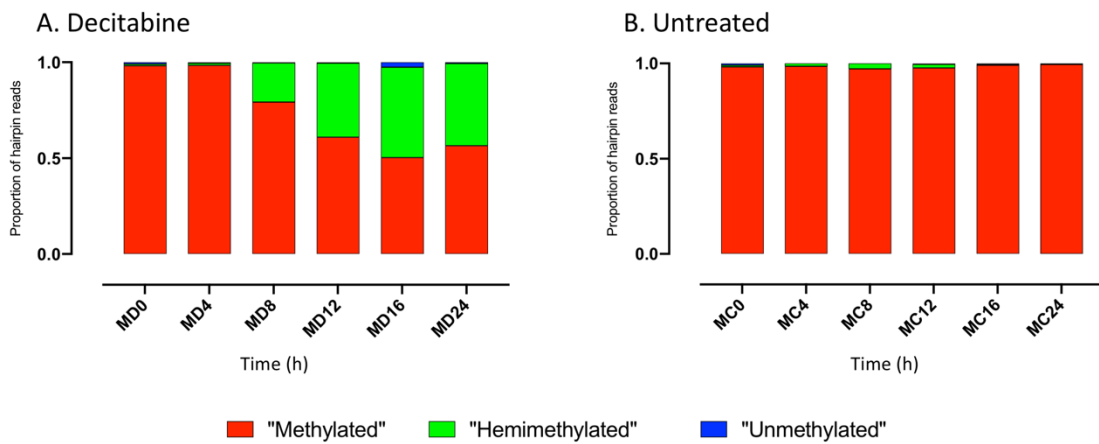 A. Decitabine
Proportion of hairpin reads
1.0
0.5
0.0
MD0 MD4 MD8 MD12 MD16 MD24
Time (h)
B. Untreated
Proportion of hairpin reads
1.0
0.5
0.0
MC0 MC4 MC8 MC12 MC16 MC24
Time (h)
"Methylated" "Hemimethylated" "Unmethylated"